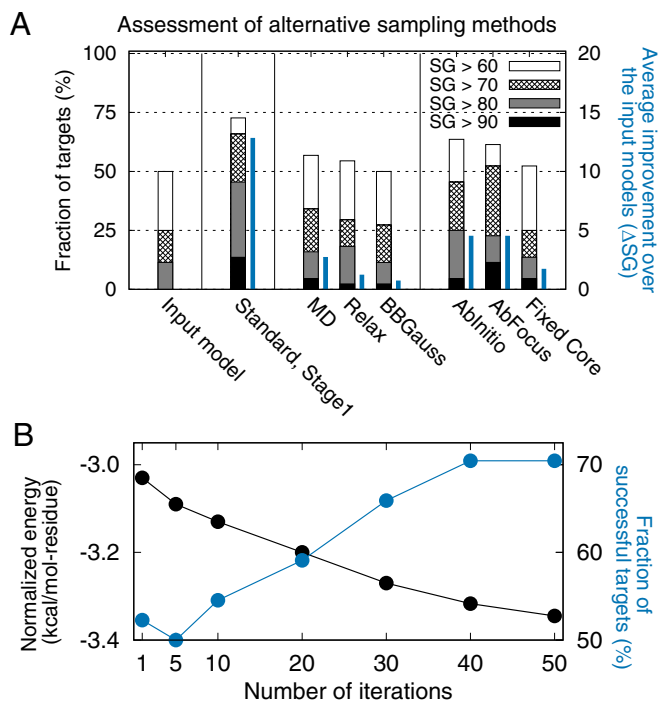 A
Assessment of alternative sampling methods
Fraction of targets (%)
100
75
50
25
0
SG > 60
SG > 70
SG > 80
SG > 90
20
15
10
5
0
Average improvement over
the input models (ΔSG)
Input model
Standard, Stage1
MD
Relax
BBGauss
AbInitio
AbFocus
Fixed Core
B
Normalized energy
(kcal/mol-residue)
-3.0
-3.2
-3.4
70
60
50
Fraction of
successful targets (%)
1 5 10 20 30 40 50
Number of iterations